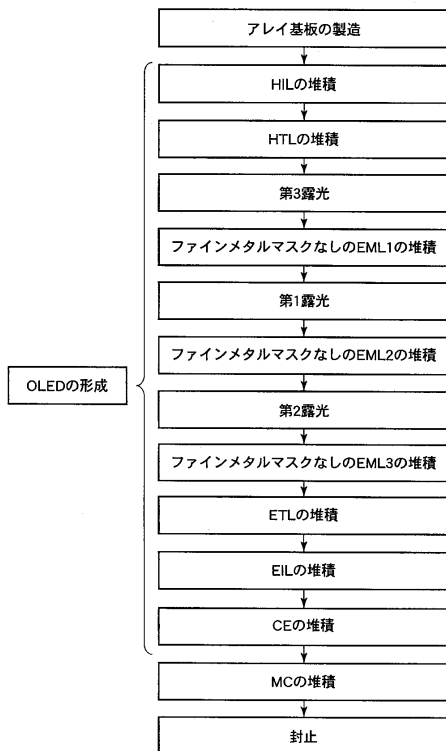 アレイ基板の製造
HILの堆積
HTLの堆積
第3露光
ファインメタルマスクなしのEML1の堆積
第1露光
ファインメタルマスクなしのEML2の堆積
OLEDの形成
第2露光
ファインメタルマスクなしのEML3の堆積
ETLの堆積
EILの堆積
CEの堆積
MCの堆積
封止